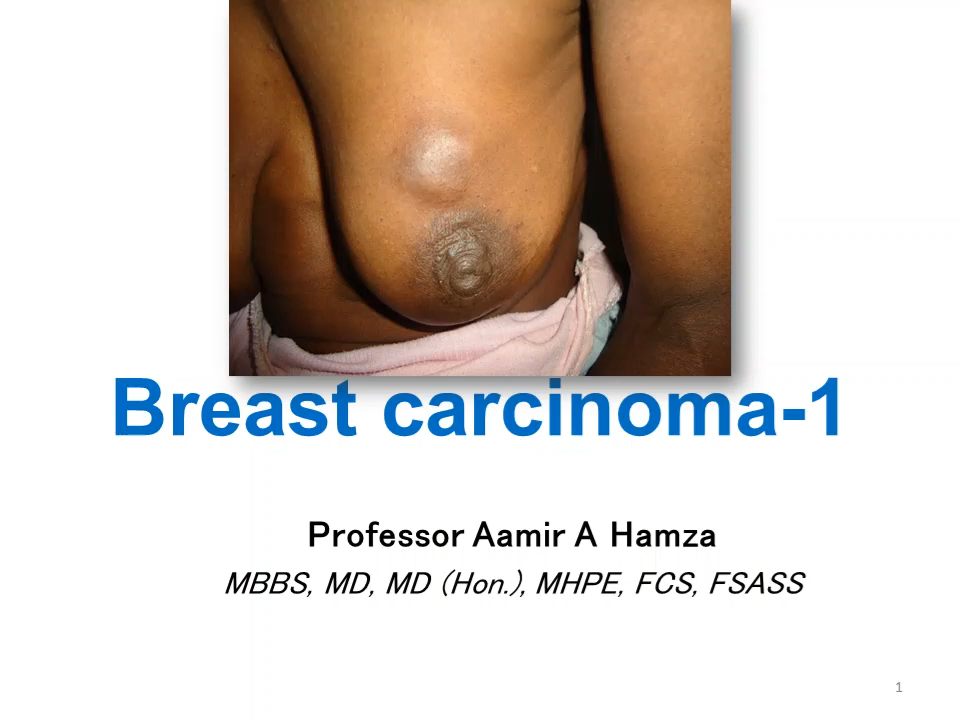 Breast carcinoma-1
Professor Aamir A Hamza
MBBS, MD, MD (Hon.), MHPE, FCS, FSASS
1